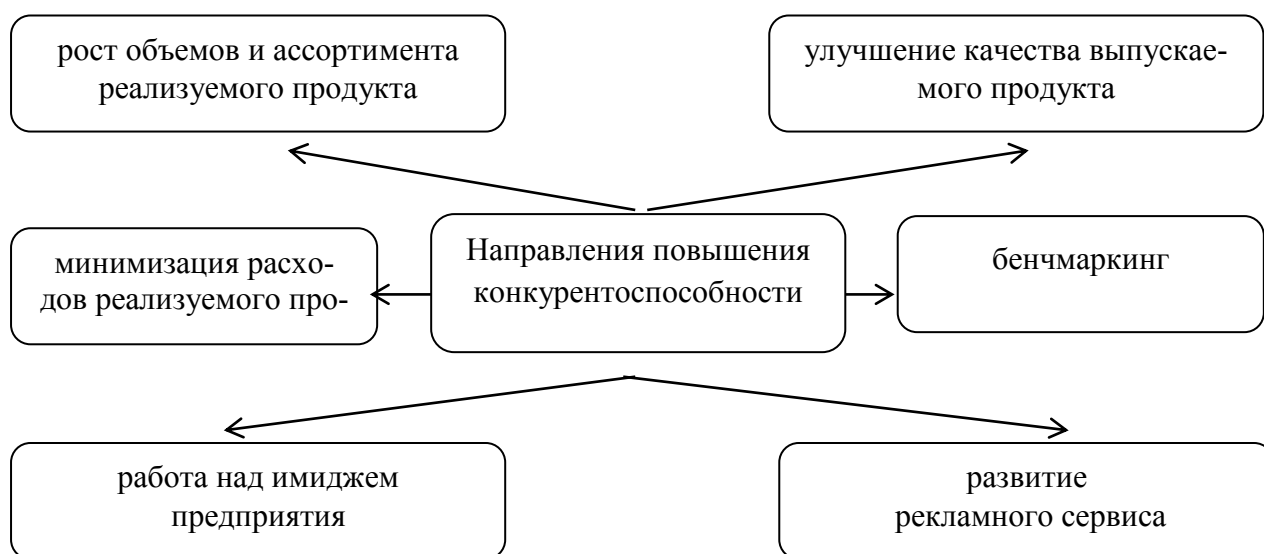 рост объемов и ассортимента
реализуемого продукта
улучшение качества выпускае-
мого продукта
минимизация расхо-
дов реализуемого про-
Направления повышения
конкурентоспособности
бенчмаркинг
работа над имиджем
предприятия
развитие
рекламного сервиса